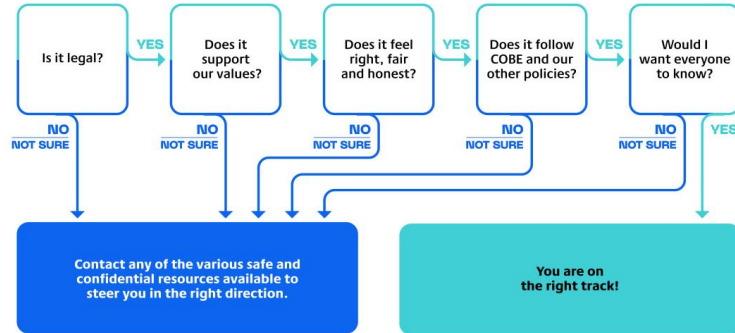 Is it legal?
YES
Does it
support
our values?
YES
Does it feel
right, fair
and honest?
YES
Does it follow
COBE and our
other policies?
YES
Would I
want everyone
to know?
NO
NOT SURE
NO
NOT SURE
NO
NOT SURE
NO
NOT SURE
NO
NOT SURE
YES
Contact any of the various safe and
confidential resources available to
steer you in the right direction.
You are on
the right track!